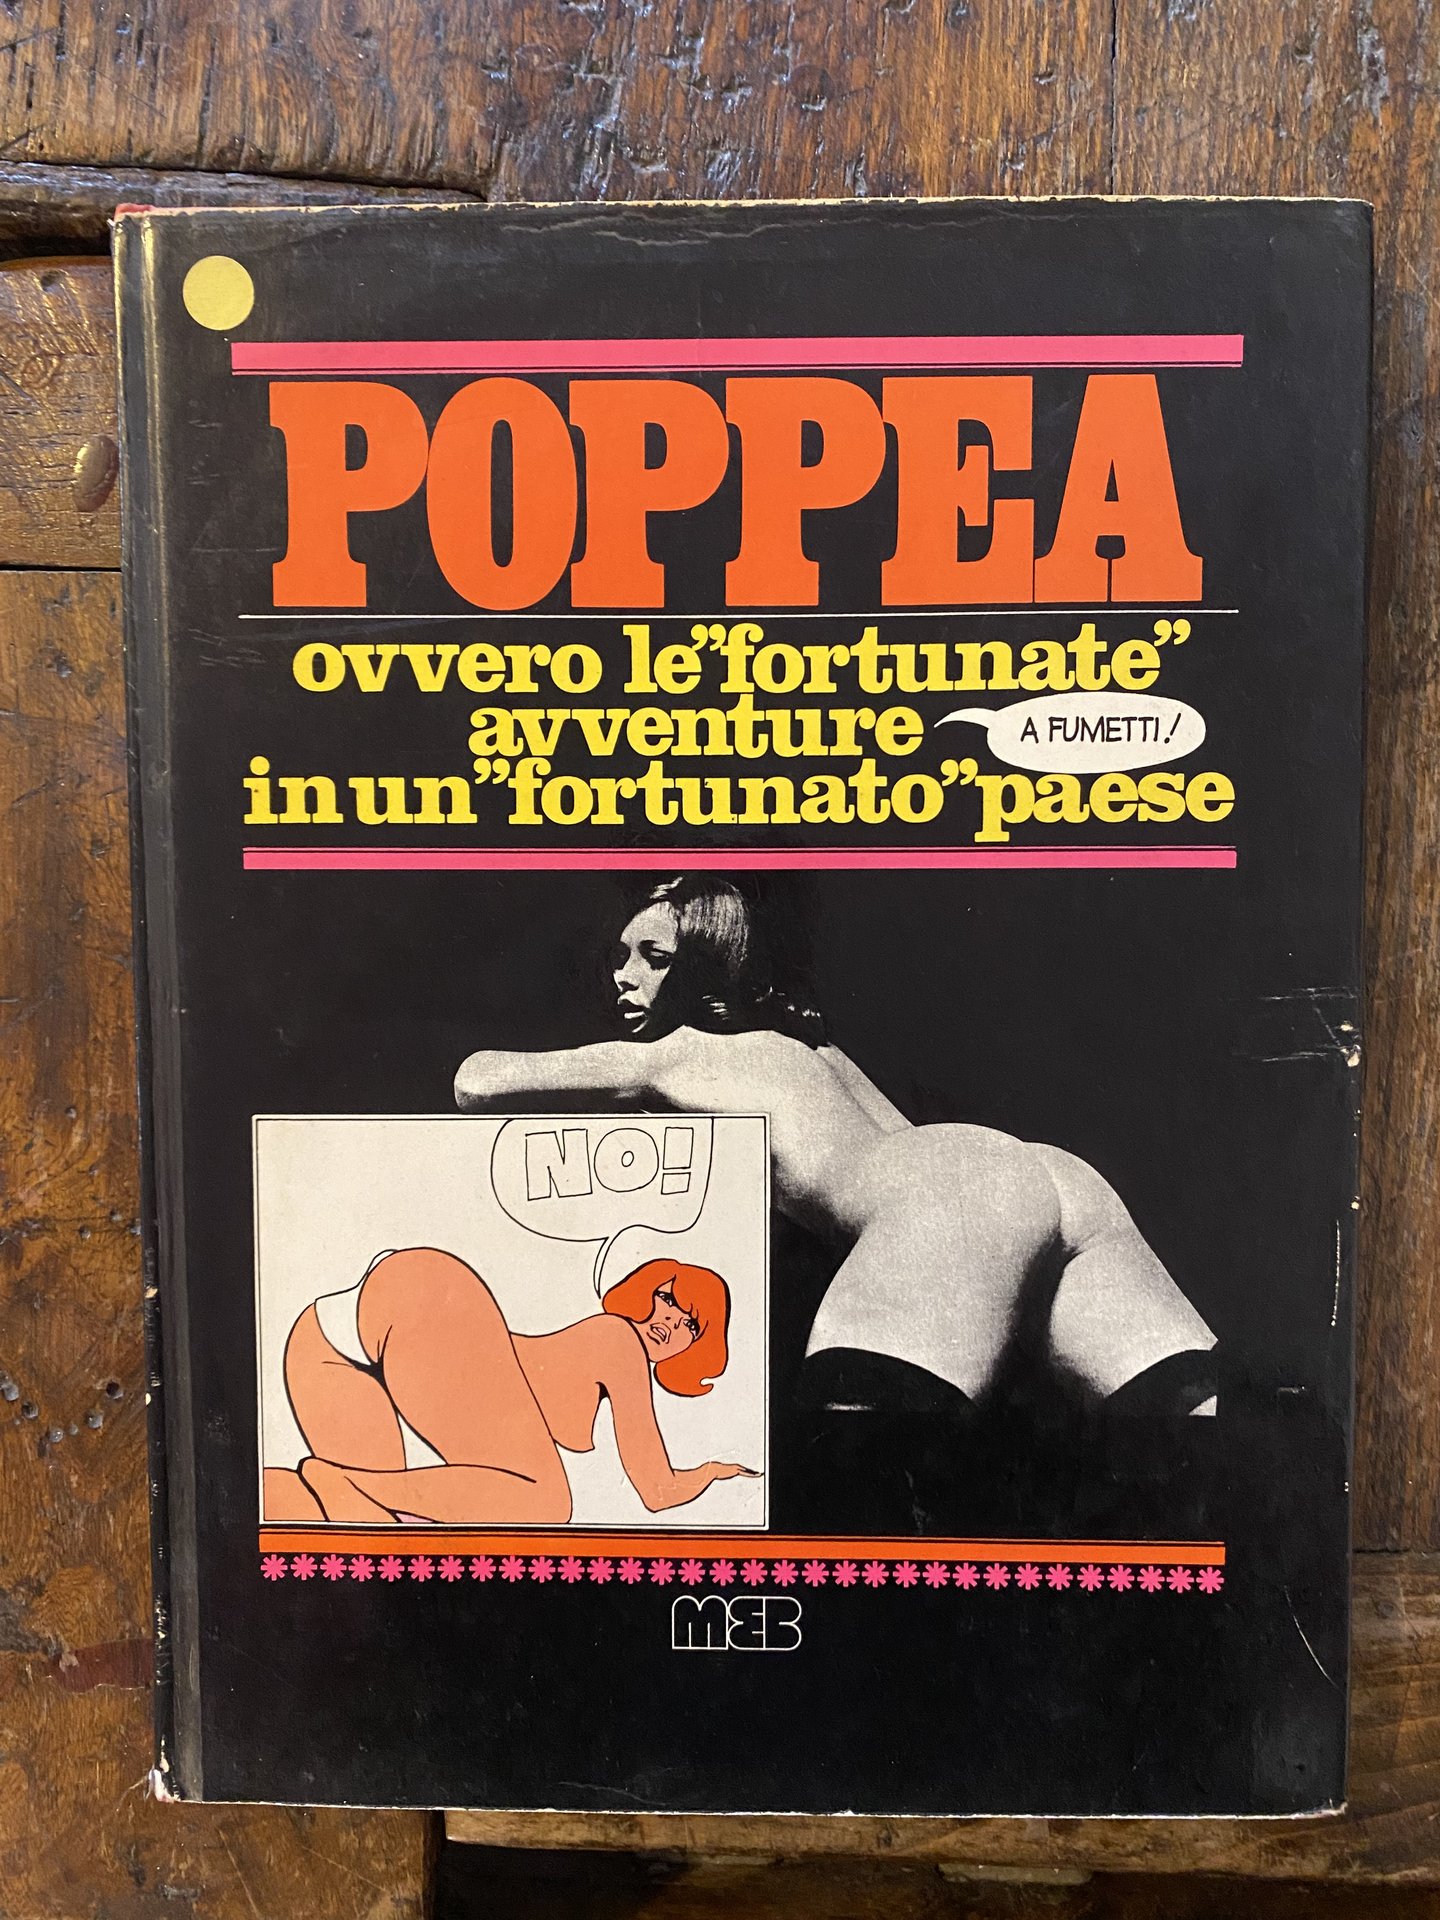 POPPEA
ovvero le"fortunate"
avventure
A FUMETTI!
in un"fortunato"paese
NO!
MEB